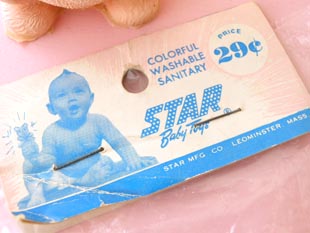 COLORFUL
WASHABLE
SANITARY
PRICE
29¢
STAR ®
Baby Toys
STAR MFG CO LEOMINSTER MASS